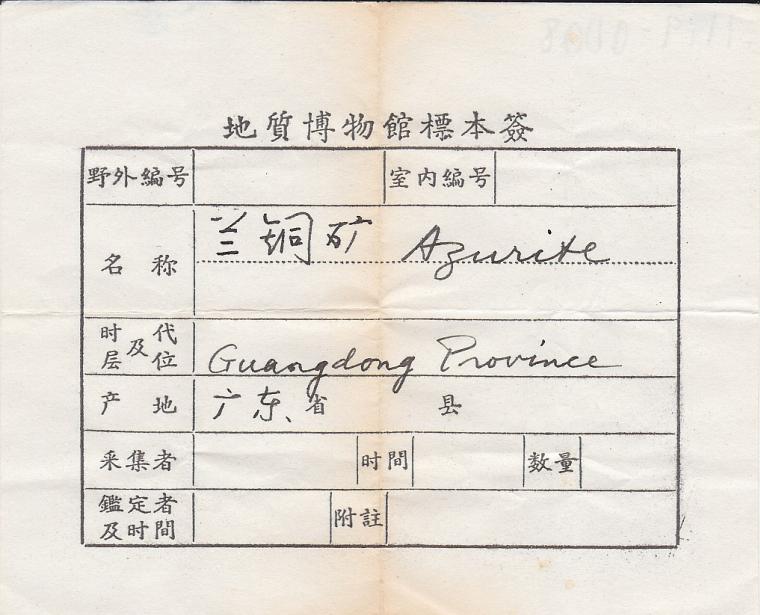 地質博物館標本簽
野外編号 室内編号
兰铜矿 Azurite
名称
时代及层位 Guangdong Province
产地 广东省 县
采集者 时間 数量
鑑定者及时間 附註